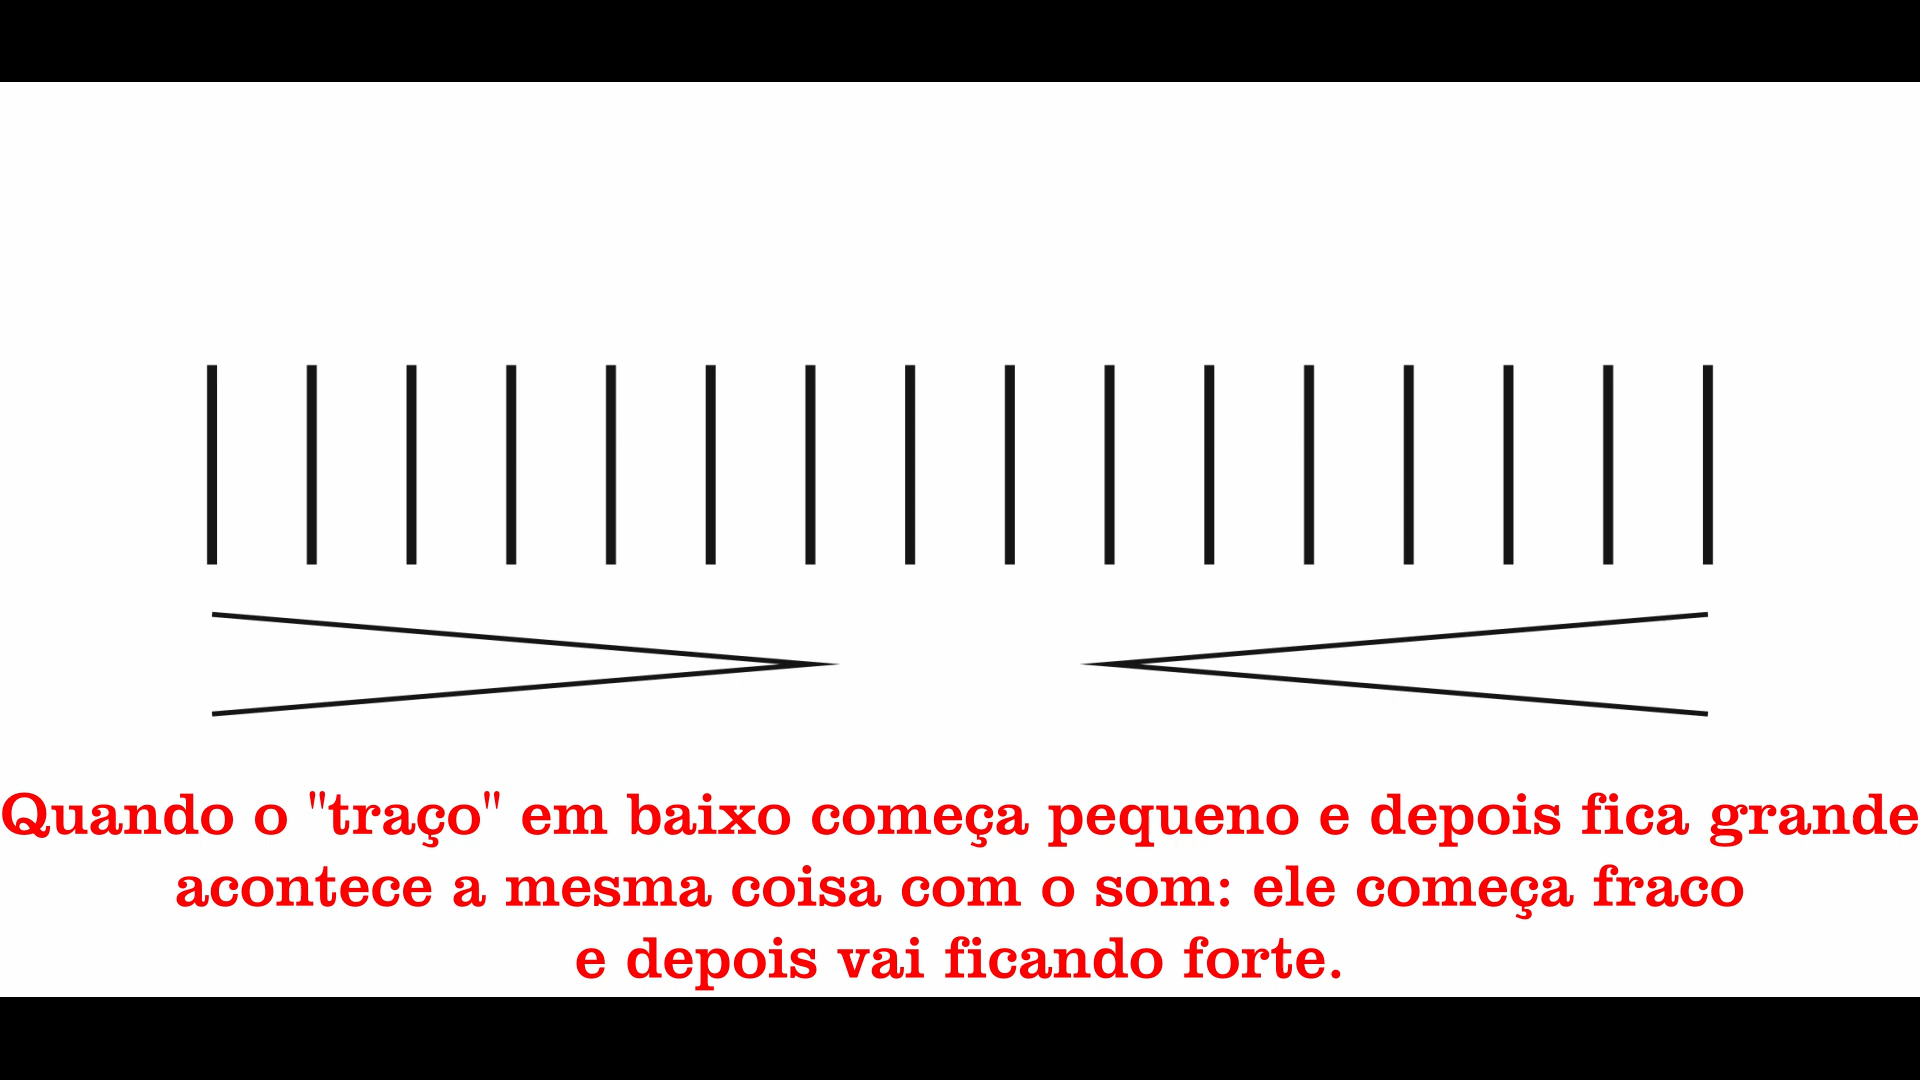 Quando o "traço" em baixo começa pequeno e depois fica grande
acontece a mesma coisa com o som: ele começa fraco
e depois vai ficando forte.